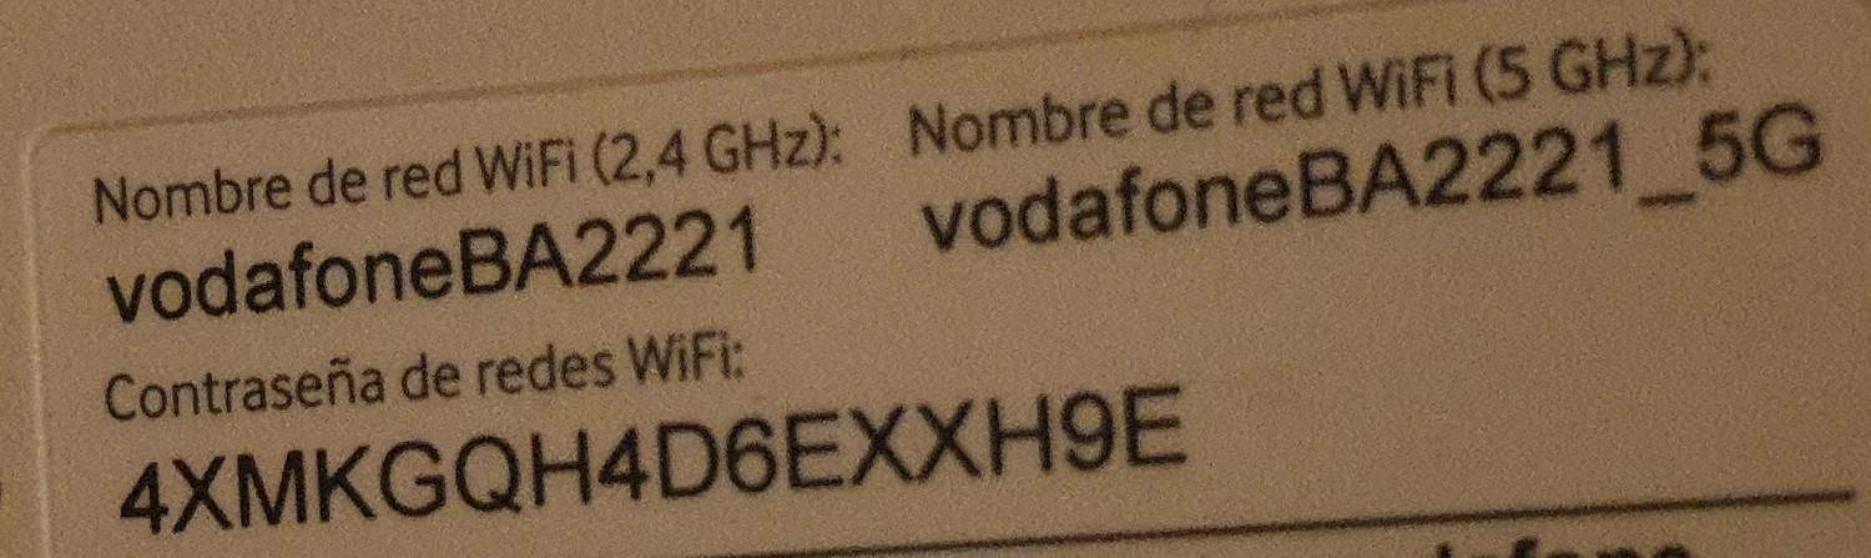 Nombre de red WiFi (2,4 GHz):
vodafoneBA2221
Nombre de red WiFi (5 GHz):
vodafoneBA2221_5G
Contraseña de redes WiFi:
4XMKGQH4D6EXXH9E